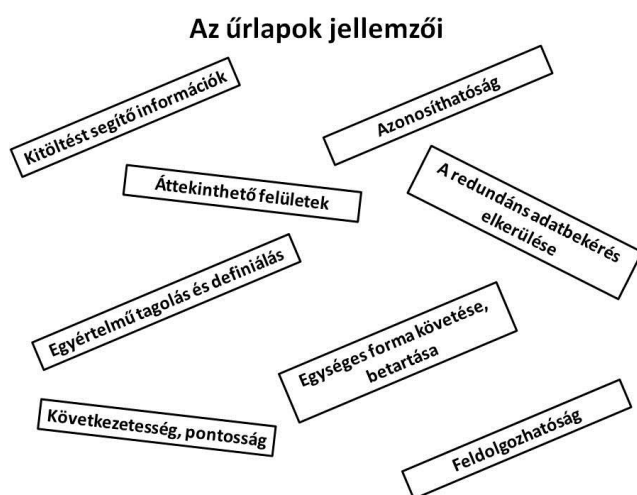 Az űrlapok jellemzői
Kitöltést segítő információk
Azonosíthatóság
Áttekinthető felületek
A redundáns adatbekérés
elkerülése
Egyértelmű tagolás és definiálás
Egységes forma követése,
betartása
Következetesség, pontosság
Feldolgozhatóság